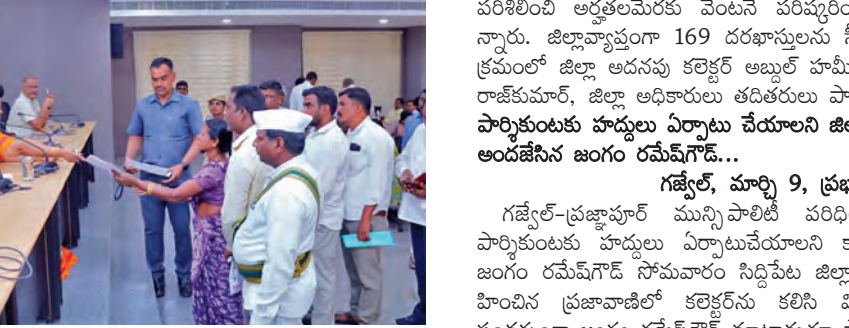 పరిశీలించి అర్హతలమేరకు వెంటనే పరిష్కరిం
న్నారు. జిల్లావ్యాప్తంగా 169 దరఖాస్తులను స్
క్రమంలో జిల్లా అదనపు కలెక్టర్ అబ్దుల్ హమీ
రాజ్‌కుమార్, జిల్లా అధికారులు తదితరులు పా
పార్శికుంటకు హద్దులు ఏర్పాటు చేయాలని జిల
అందజేసిన జంగం రమేష్‌గౌడ్...
గజ్వేల్, మార్చి 9, ప్రభ
గజ్వేల్-ప్రజ్ఞాపూర్ మున్సిపాలిటీ పరిధి
పార్శికుంటకు హద్దులు ఏర్పాటుచేయాలని క
జంగం రమేష్‌గౌడ్ సోమవారం సిద్దిపేట జిల్లా
హించిన ప్రజావాణిలో కలెక్టర్‌ను కలిసి వి